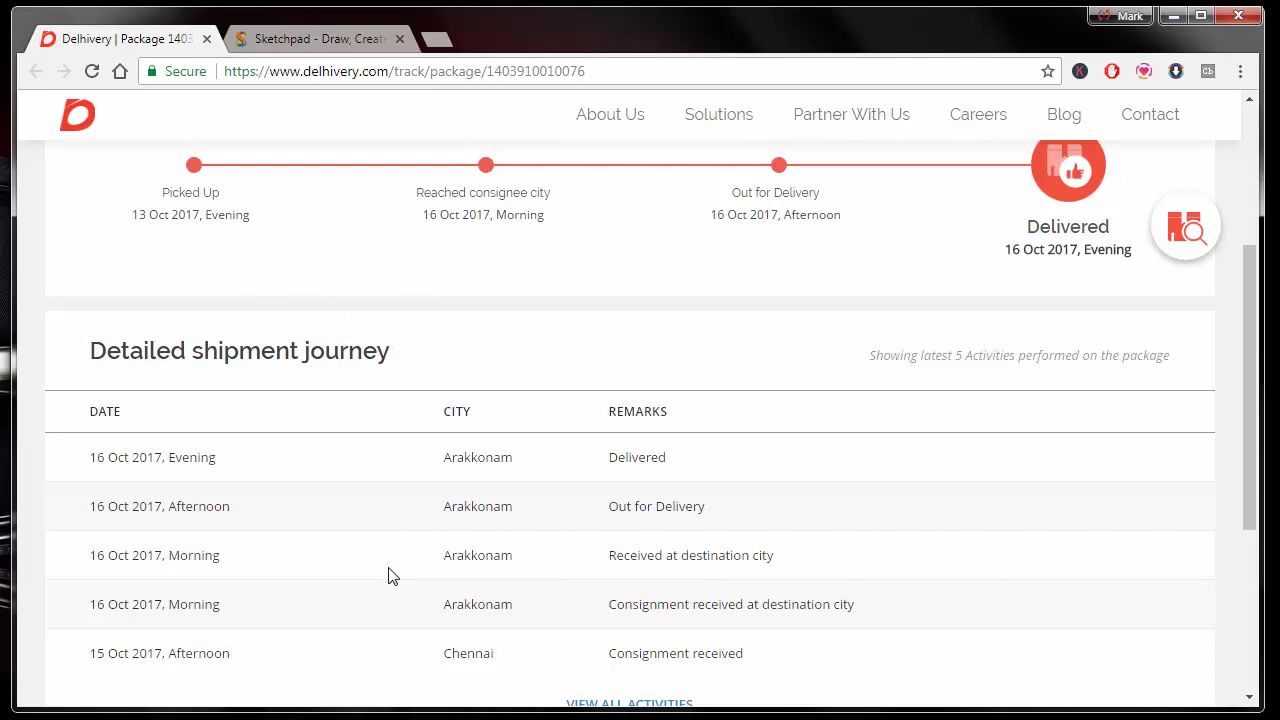 Mark
Delhivery | Package 1403
Sketchpad - Draw, Create
Secure https://www.delhivery.com/track/package/1403910010076
About Us Solutions Partner With Us Careers Blog Contact
Picked Up Reached consignee city Out for Delivery
13 Oct 2017, Evening 16 Oct 2017, Morning 16 Oct 2017, Afternoon
Delivered
16 Oct 2017, Evening
Detailed shipment journey
Showing latest 5 Activities performed on the package
DATE CITY REMARKS
16 Oct 2017, Evening Arakkonam Delivered
16 Oct 2017, Afternoon Arakkonam Out for Delivery
16 Oct 2017, Morning Arakkonam Received at destination city
16 Oct 2017, Morning Arakkonam Consignment received at destination city
15 Oct 2017, Afternoon Chennai Consignment received
VIEW ALL ACTIVITIES